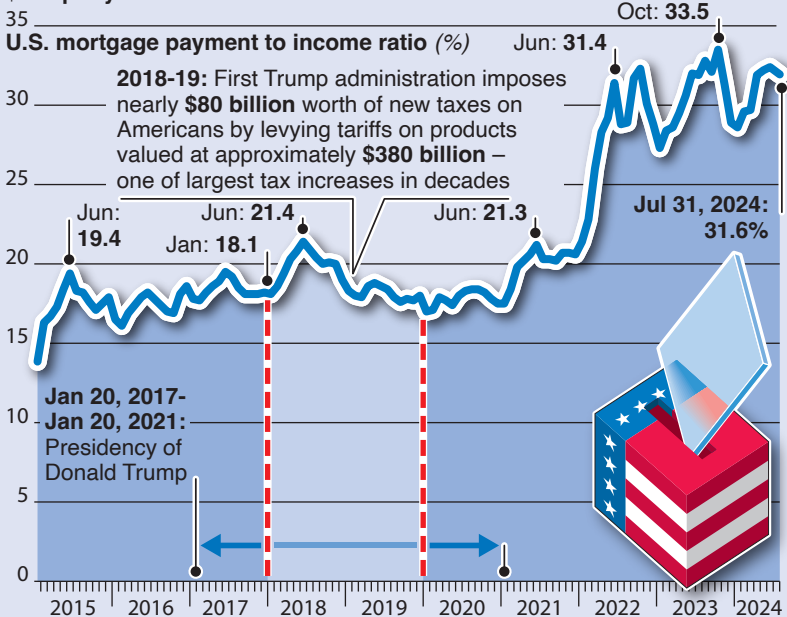 35
Oct: 33.5
U.S. mortgage payment to income ratio (%)
Jun: 31.4
2018-19: First Trump administration imposes
nearly $80 billion worth of new taxes on
Americans by levying tariffs on products
valued at approximately $380 billion –
one of largest tax increases in decades
30
25
Jun:
19.4
Jun: 21.4
Jan: 18.1
Jun: 21.3
Jul 31, 2024:
31.6%
20
15
Jan 20, 2017-
Jan 20, 2021:
Presidency of
Donald Trump
10
5
0
2015 2016 2017 2018 2019 2020 2021 2022 2023 2024